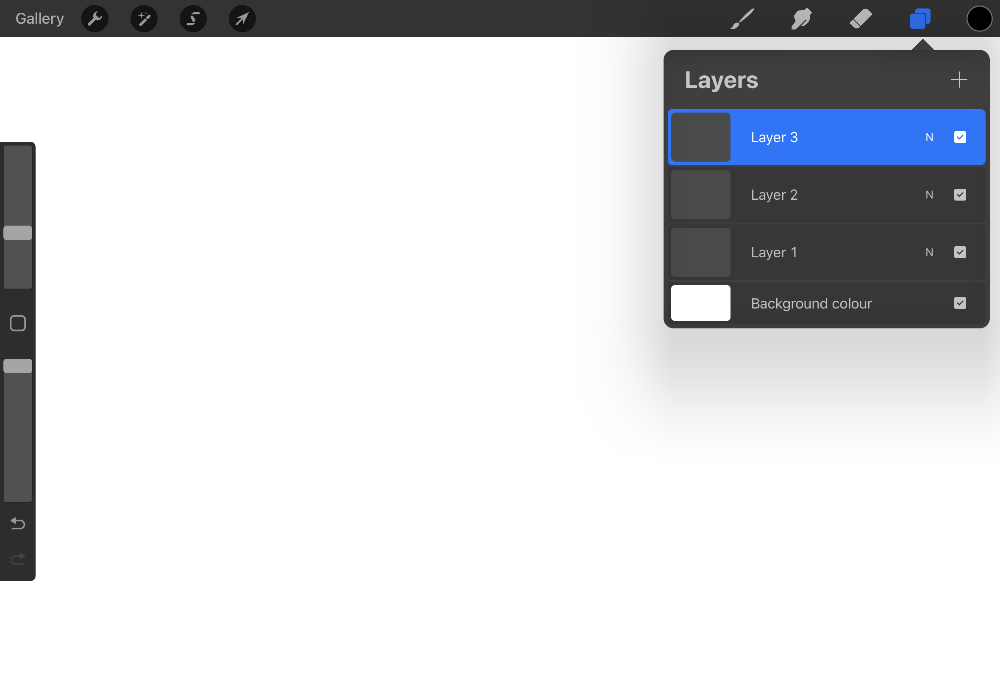 Gallery
Layers
Layer 3 N
Layer 2 N
Layer 1 N
Background colour